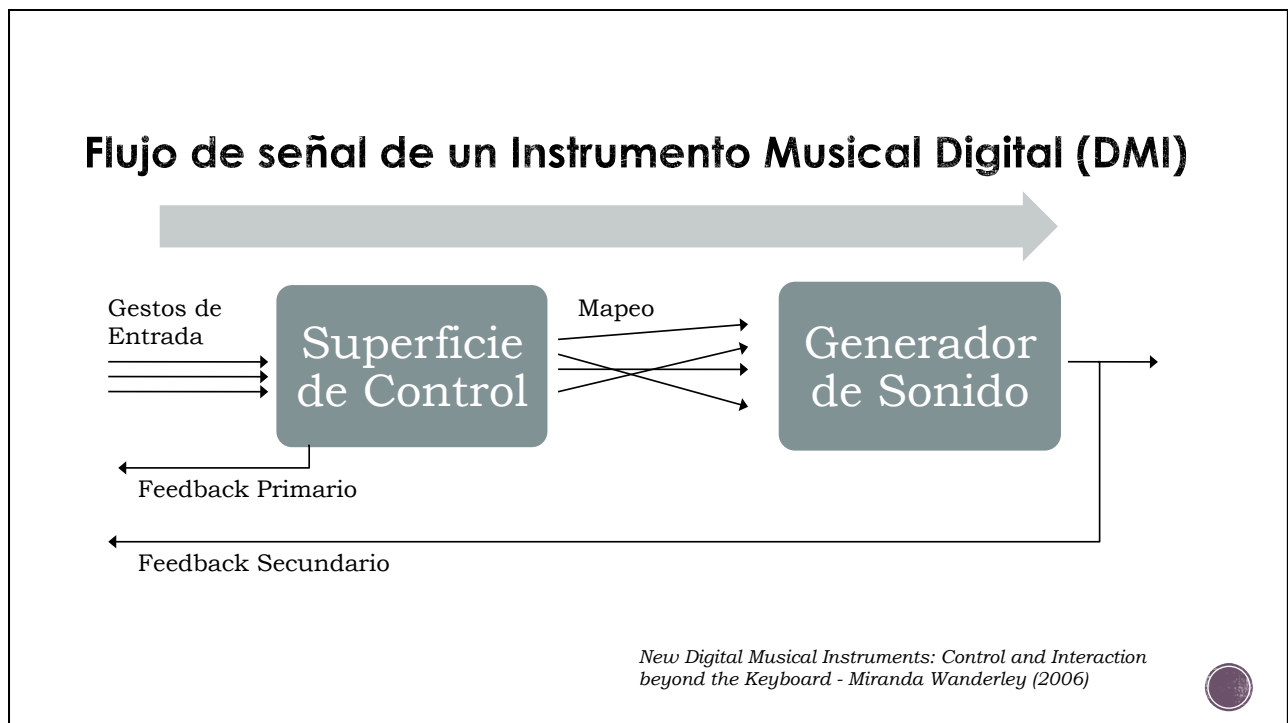 Flujo de señal de un Instrumento Musical Digital (DMI)
Gestos de
Entrada
Superficie
de Control
Mapeo
Generador
de Sonido
Feedback Primario
Feedback Secundario
New Digital Musical Instruments: Control and Interaction
beyond the Keyboard - Miranda Wanderley (2006)